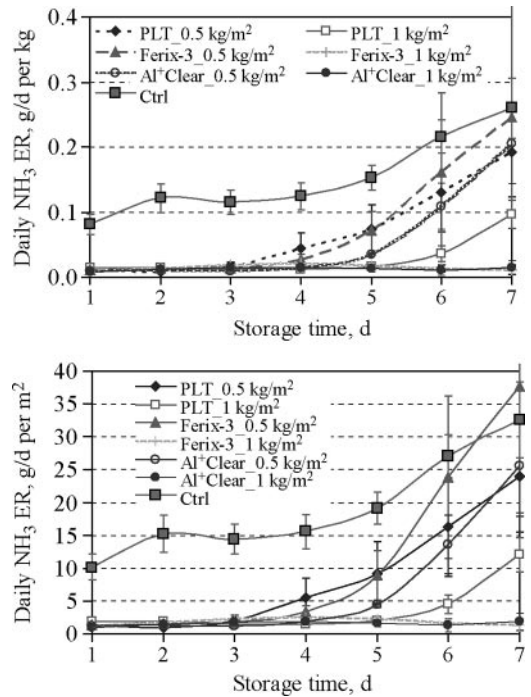 PLT_0.5 kg/m² PLT_1 kg/m²
Ferix-3_0.5 kg/m² Ferix-3_1 kg/m²
Al⁺Clear_0.5 kg/m² Al⁺Clear_1 kg/m²
Ctrl
Daily NH₃ ER, g/d per kg
0.4
0.3
0.2
0.1
0.0
1 2 3 4 5 6 7
Storage time, d
PLT_0.5 kg/m²
PLT_1 kg/m²
Ferix-3_0.5 kg/m²
Ferix-3_1 kg/m²
Al⁺Clear_0.5 kg/m²
Al⁺Clear_1 kg/m²
Ctrl
Daily NH₃ ER, g/d per m²
40
35
30
25
20
15
10
5
0
1 2 3 4 5 6 7
Storage time, d